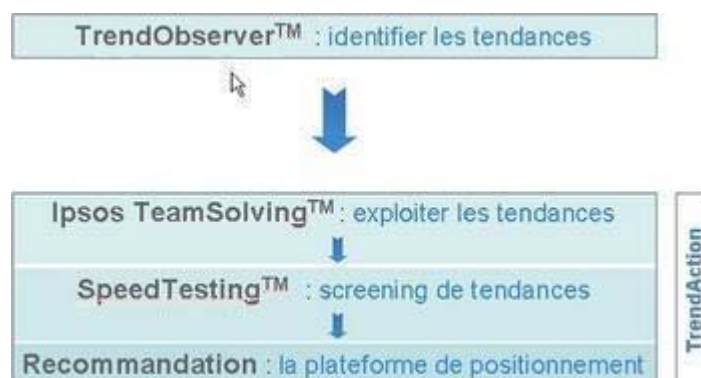 TrendObserver™ : identifier les tendances
Ipsos TeamSolving™ : exploiter les tendances
SpeedTesting™ : screening de tendances
Recommandation : la plateforme de positionnement
TrendAction